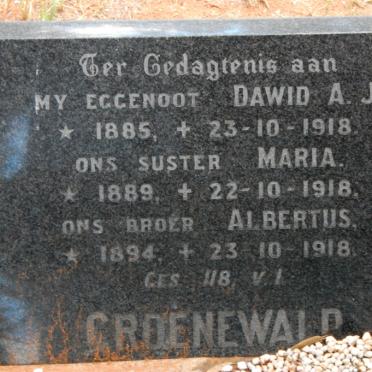 Ter Gedagtenis aan
MY EGGENOOT DAWID A. J
★ 1885, + 23-10-1918.
ONS SUSTER MARIA.
★ 1889, + 22-10-1918.
ONS BROER ALBERTUS.
★ 1894, + 23-10-1918
GES 118, V. 1
GROENEWALD